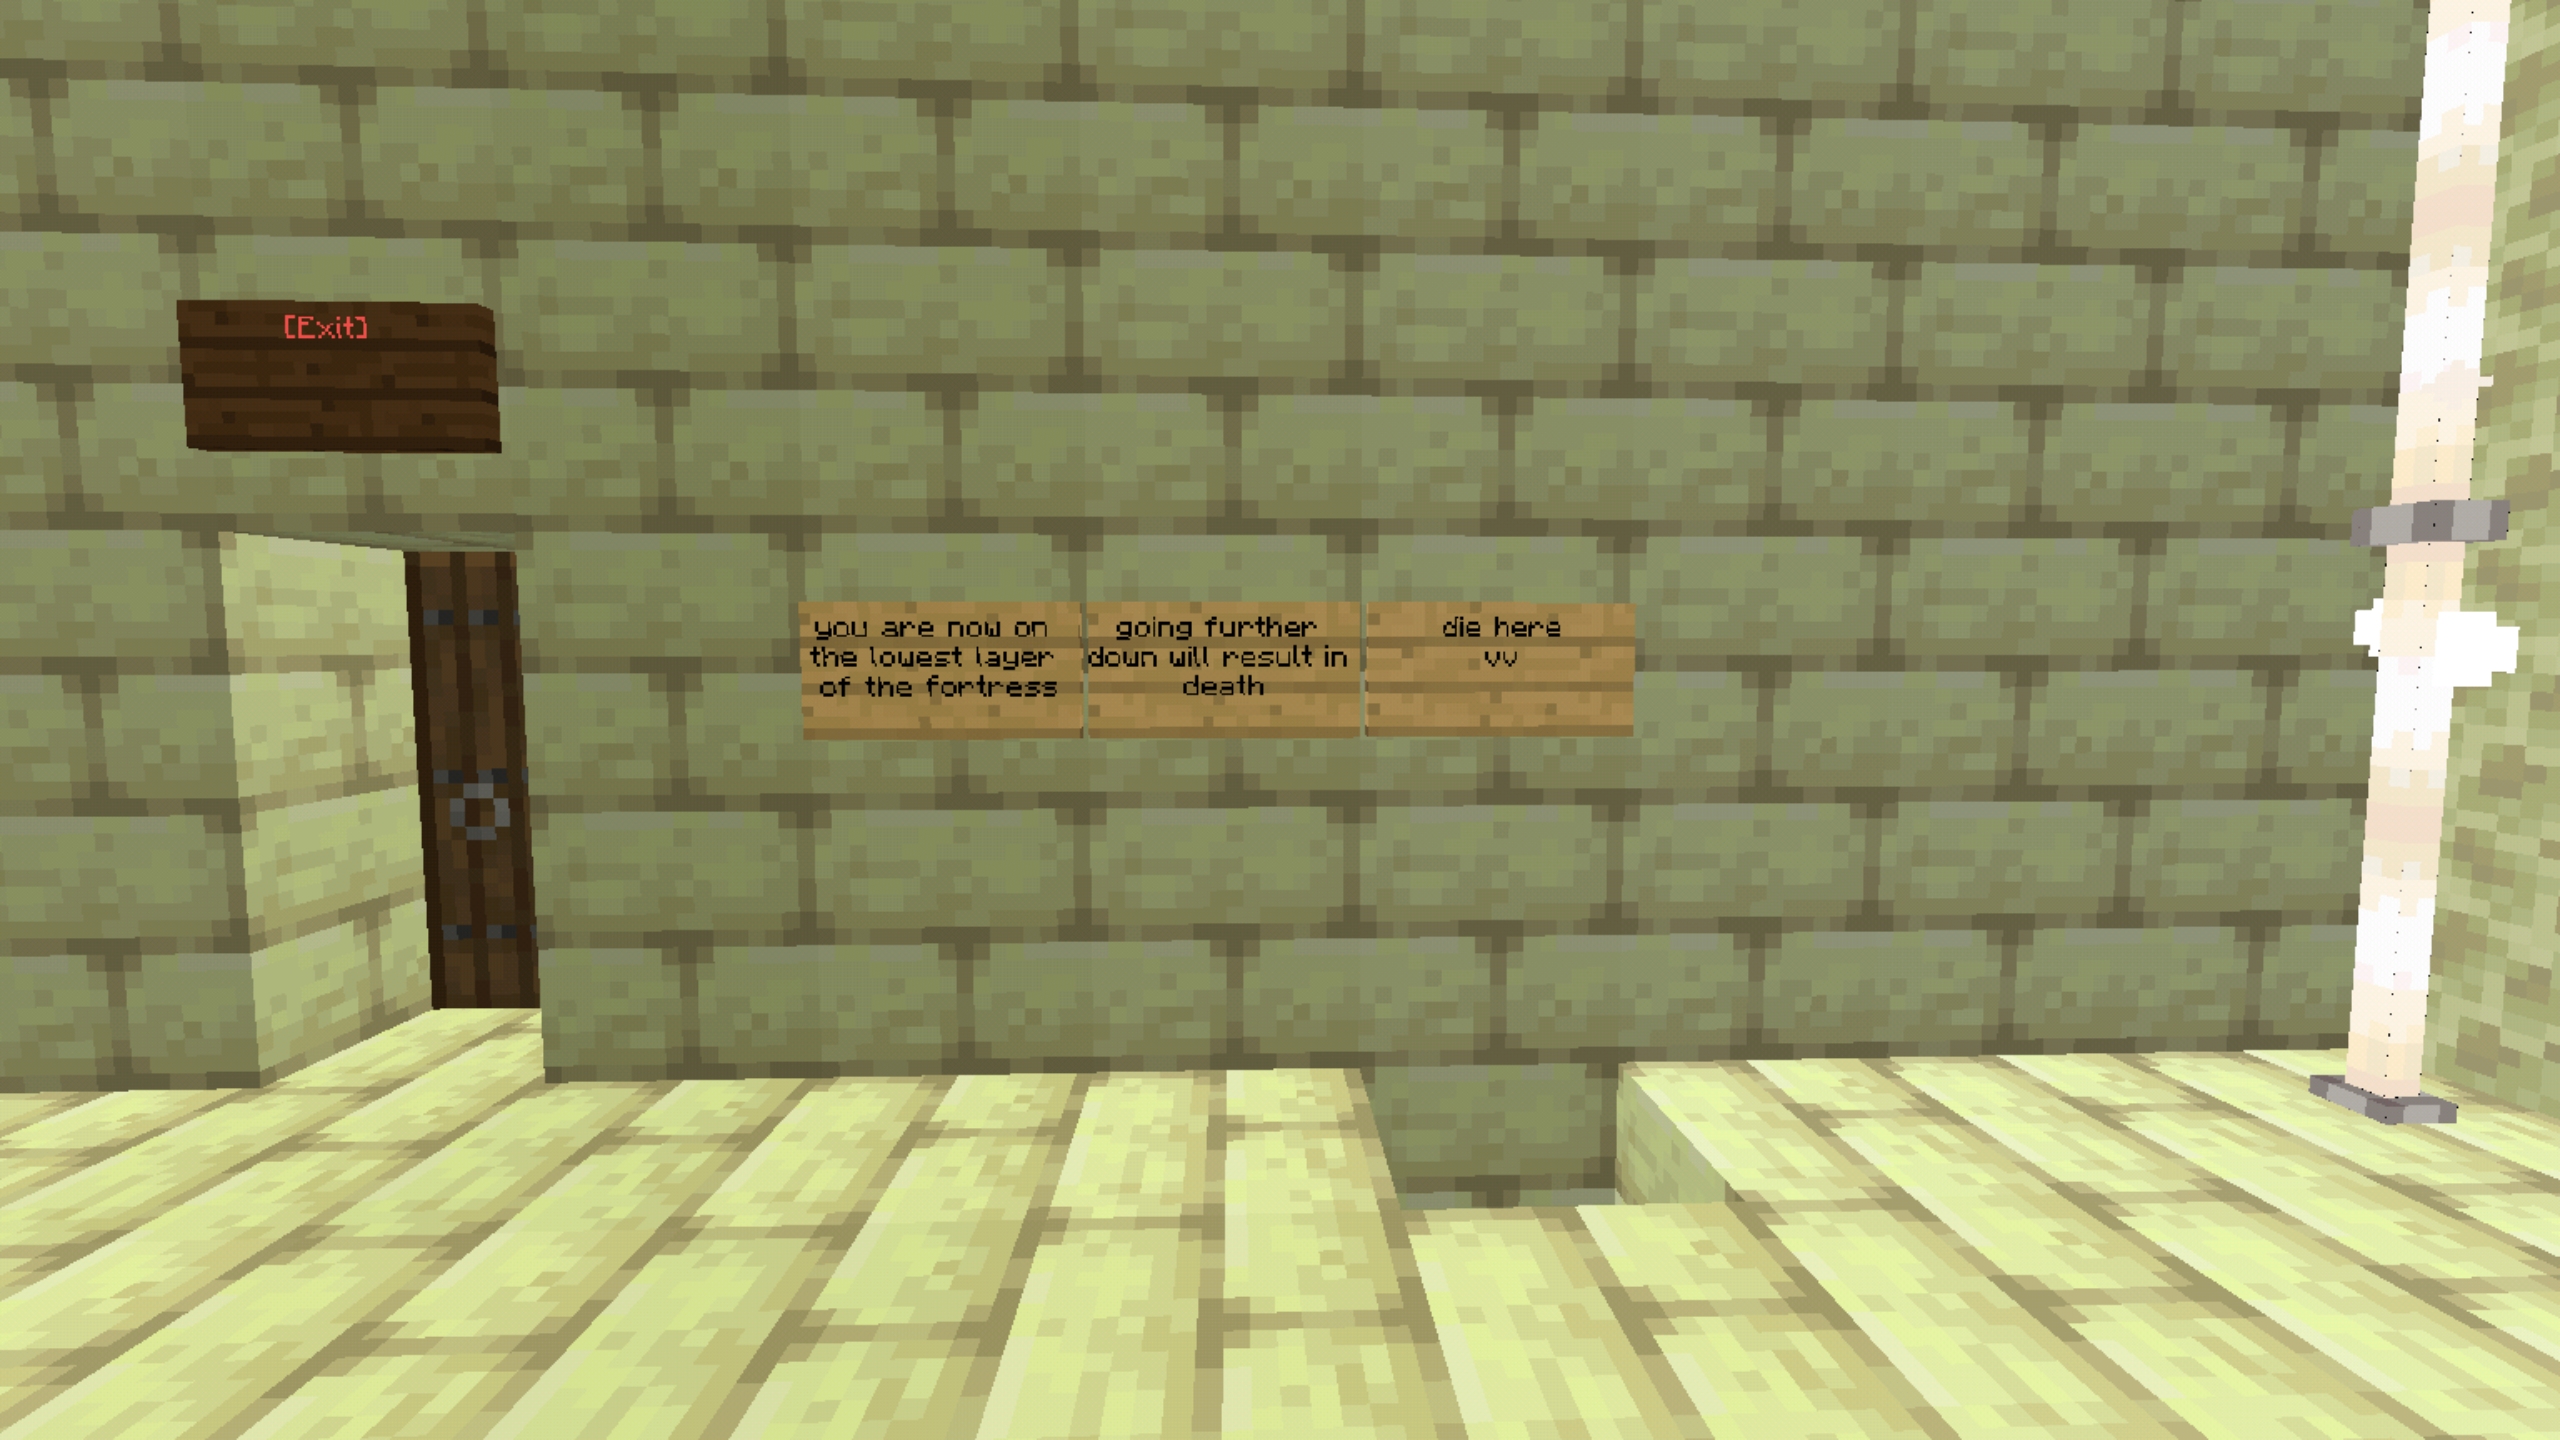 [Exit]
you are now on
the lowest layer
of the fortress
going further
down will result in
death
die here
vv